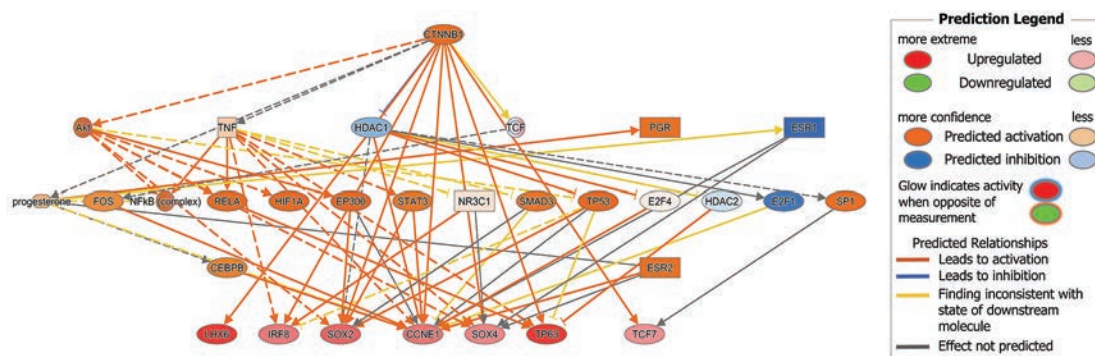 CTNNB1
Akt TNF HDAC1 TCF PGR ESR1
progesterone FOS NFkB (complex) RELA HIF1A EP300 STAT3 NR3C1 SMAD3 TP53 E2F4 HDAC2 E2F1 SP1
CEBPB ESR2
LHX6 IRF8 SOX2 CCNE1 SOX4 TP63 TCF7
Prediction Legend
more extreme less
Upregulated
Downregulated
more confidence less
Predicted activation
Predicted inhibition
Glow indicates activity
when opposite of
measurement
Predicted Relationships
Leads to activation
Leads to inhibition
Finding inconsistent with
state of downstream
molecule
Effect not predicted